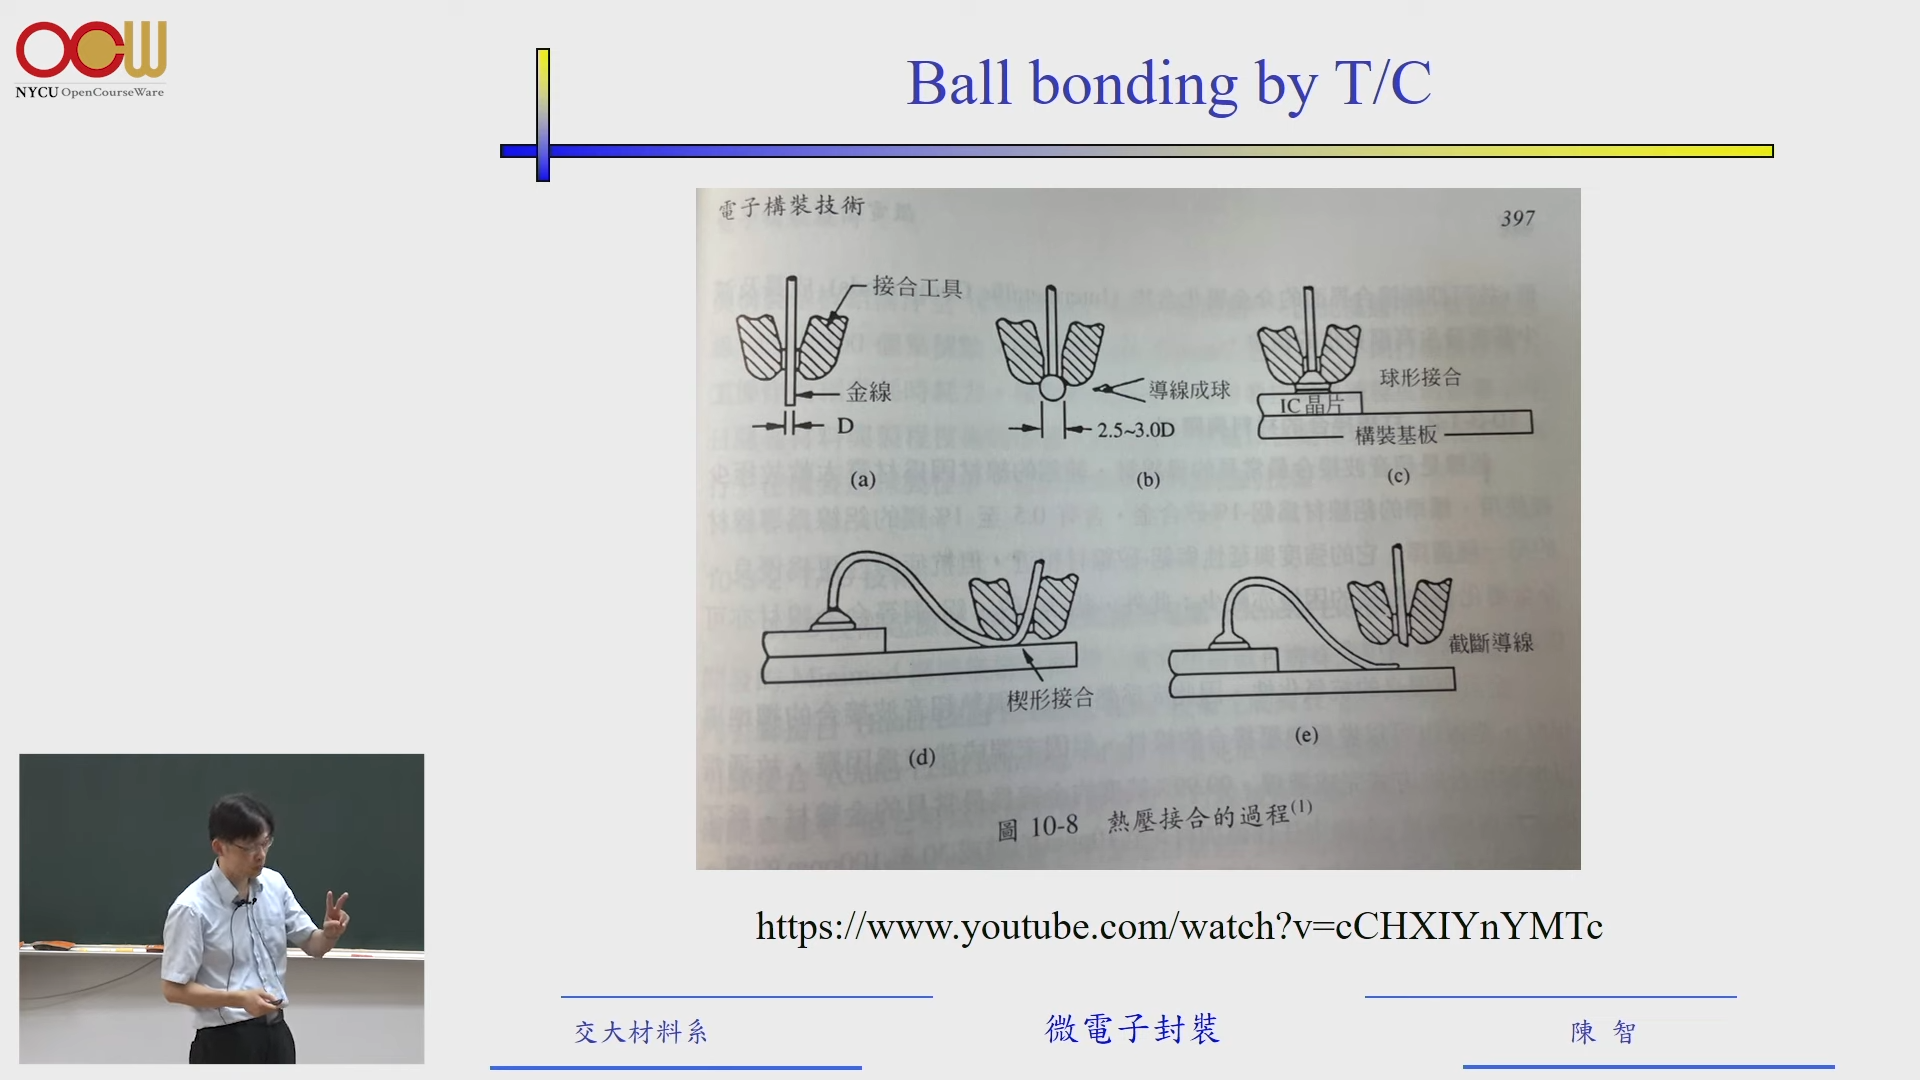 OCW
NYCU OpenCourseWare
Ball bonding by T/C
電子構裝技術
397
接合工具
金線
D
(a)
導線成球
2.5~3.0D
(b)
球形接合
IC 晶片
構裝基板
(c)
楔形接合
(d)
截斷導線
(e)
圖 10-8 熱壓接合的過程(1)
https://www.youtube.com/watch?v=cCHXIYnYMTc
交大材料系
微電子封裝
陳 智